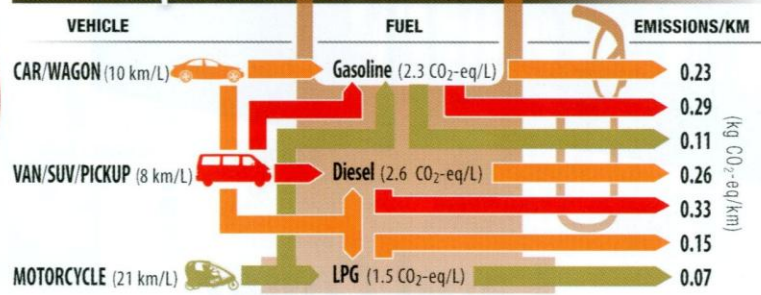 VEHICLE FUEL EMISSIONS/KM
CAR/WAGON (10 km/L) Gasoline (2.3 CO₂-eq/L) 0.23
0.29
0.11
VAN/SUV/PICKUP (8 km/L) Diesel (2.6 CO₂-eq/L) 0.26
0.33
0.15
MOTORCYCLE (21 km/L) LPG (1.5 CO₂-eq/L) 0.07
(kg CO₂-eq/km)